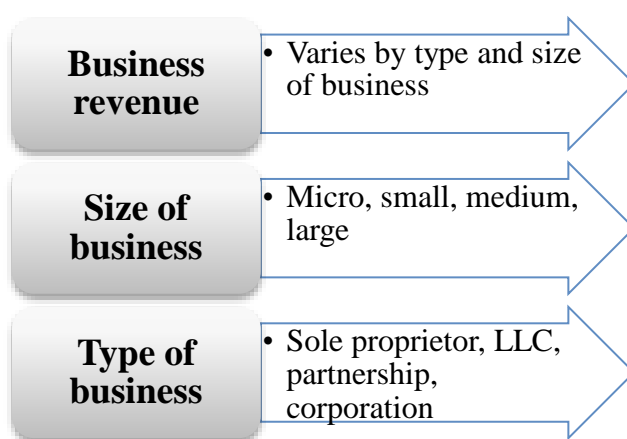 Business
revenue
• Varies by type and size
of business
Size of
business
• Micro, small, medium,
large
Type of
business
• Sole proprietor, LLC,
partnership,
corporation